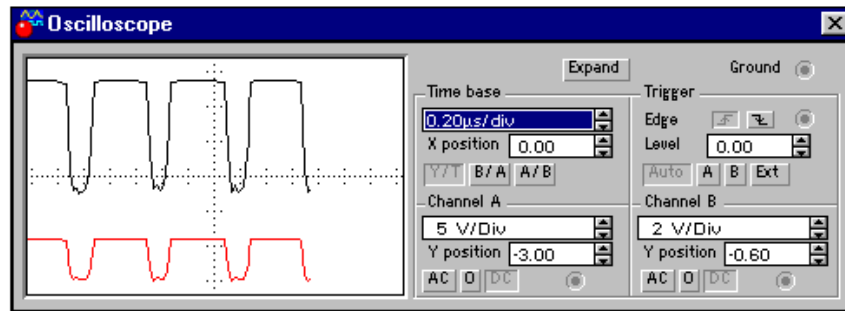 Oscilloscope
Expand
Ground
Time base
0.20µs/div
X position 0.00
Y/T B/A A/B
Trigger
Edge
Level 0.00
Auto A B Ext
Channel A
5 V/Div
Y position -3.00
AC 0 DC
Channel B
2 V/Div
Y position -0.60
AC 0 DC